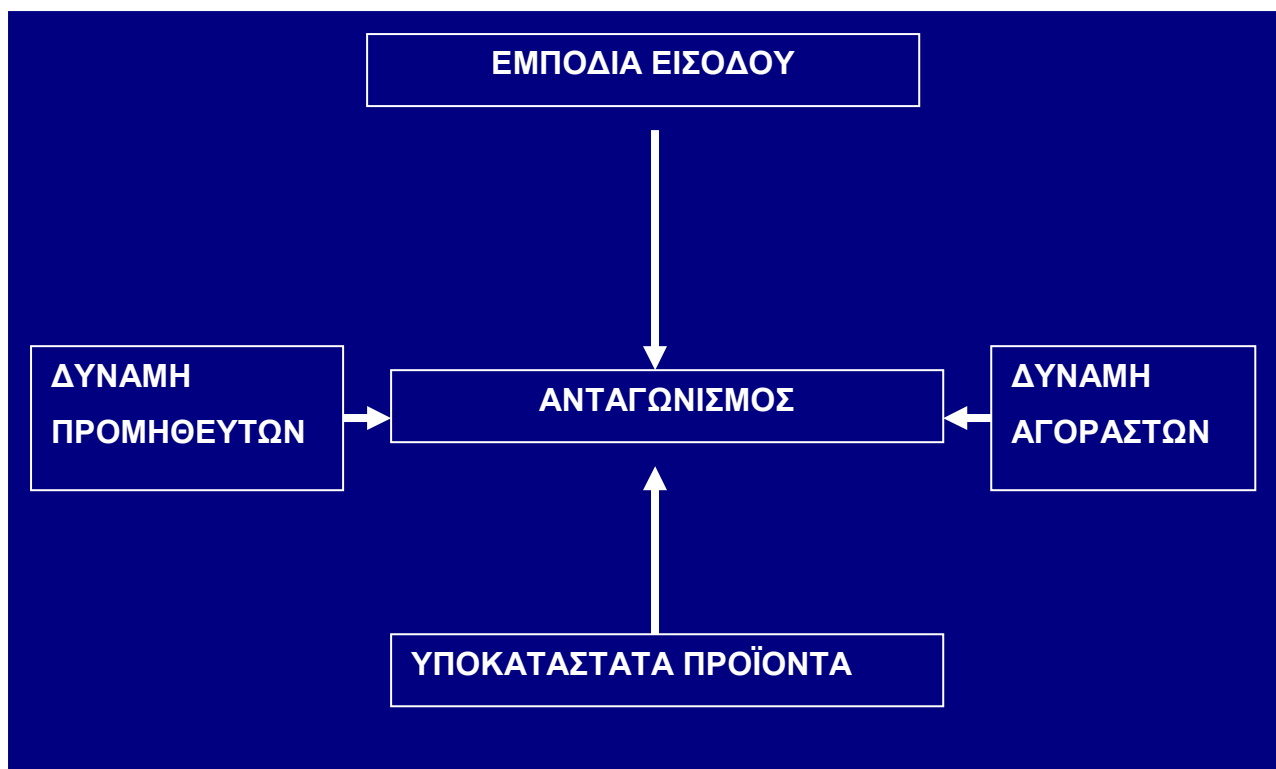 ΕΜΠΟΔΙΑ ΕΙΣΟΔΟΥ
ΔΥΝΑΜΗ
ΠΡΟΜΗΘΕΥΤΩΝ
ΑΝΤΑΓΩΝΙΣΜΟΣ
ΔΥΝΑΜΗ
ΑΓΟΡΑΣΤΩΝ
ΥΠΟΚΑΤΑΣΤΑΤΑ ΠΡΟΪΟΝΤΑ